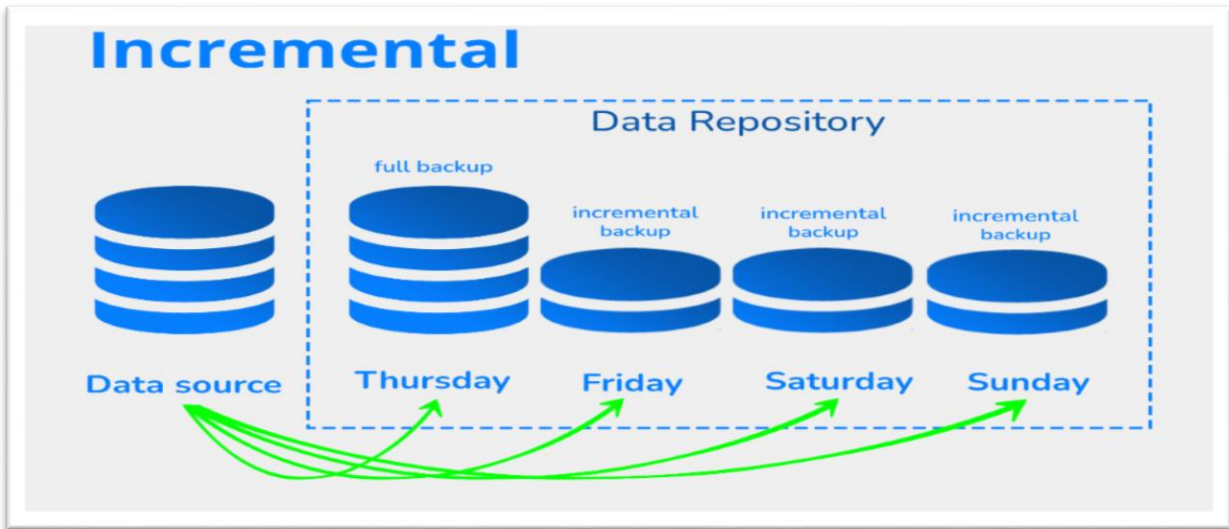 Incremental
Data Repository
full backup
incremental
backup
incremental
backup
incremental
backup
Data source
Thursday
Friday
Saturday
Sunday